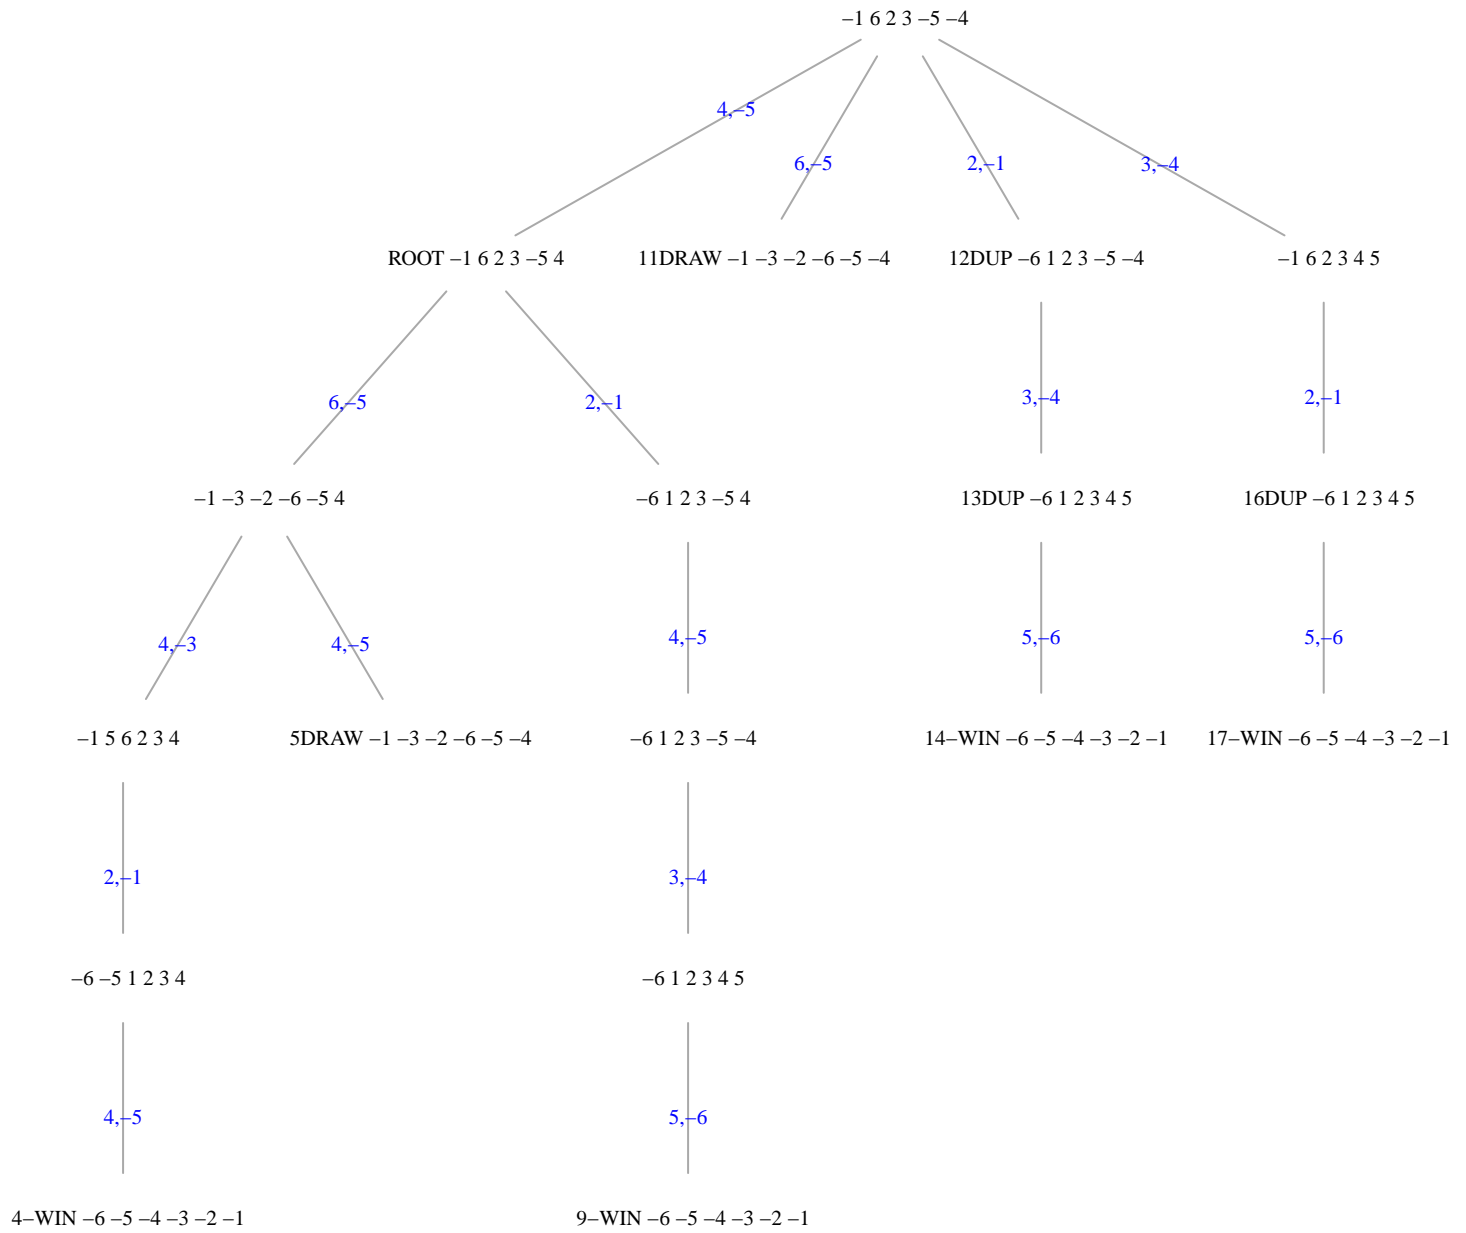 –1 6 2 3 –5 –4
4,–5
6,–5
2,–1
3,–4
ROOT –1 6 2 3 –5 4
11DRAW –1 –3 –2 –6 –5 –4
12DUP –6 1 2 3 –5 –4
–1 6 2 3 4 5
6,–5
2,–1
3,–4
2,–1
–1 –3 –2 –6 –5 4
–6 1 2 3 –5 4
13DUP –6 1 2 3 4 5
16DUP –6 1 2 3 4 5
4,–3
4,–5
4,–5
5,–6
5,–6
–1 5 6 2 3 4
5DRAW –1 –3 –2 –6 –5 –4
–6 1 2 3 –5 –4
14–WIN –6 –5 –4 –3 –2 –1
17–WIN –6 –5 –4 –3 –2 –1
2,–1
3,–4
–6 –5 1 2 3 4
–6 1 2 3 4 5
4,–5
5,–6
4–WIN –6 –5 –4 –3 –2 –1
9–WIN –6 –5 –4 –3 –2 –1